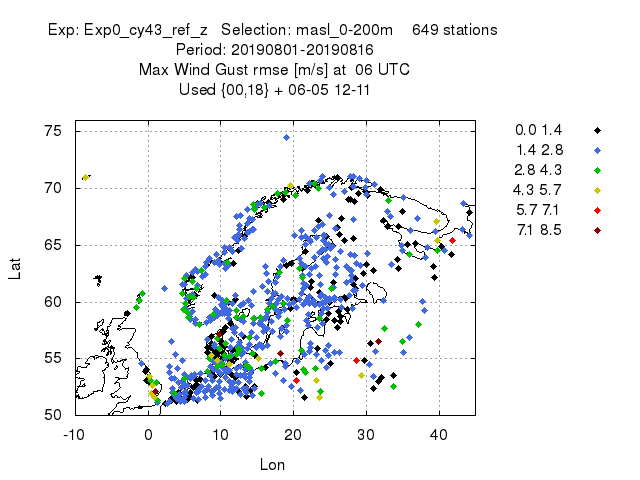 Exp: Exp0_cy43_ref_z   Selection: masl_0-200m    649 stations
Period: 20190801-20190816
Max Wind Gust rmse [m/s] at  06 UTC
Used {00,18} + 06-05 12-11
0.0 1.4
1.4 2.8
2.8 4.3
4.3 5.7
5.7 7.1
7.1 8.5
75
70
65
60
55
50
Lat
-10 0 10 20 30 40
Lon